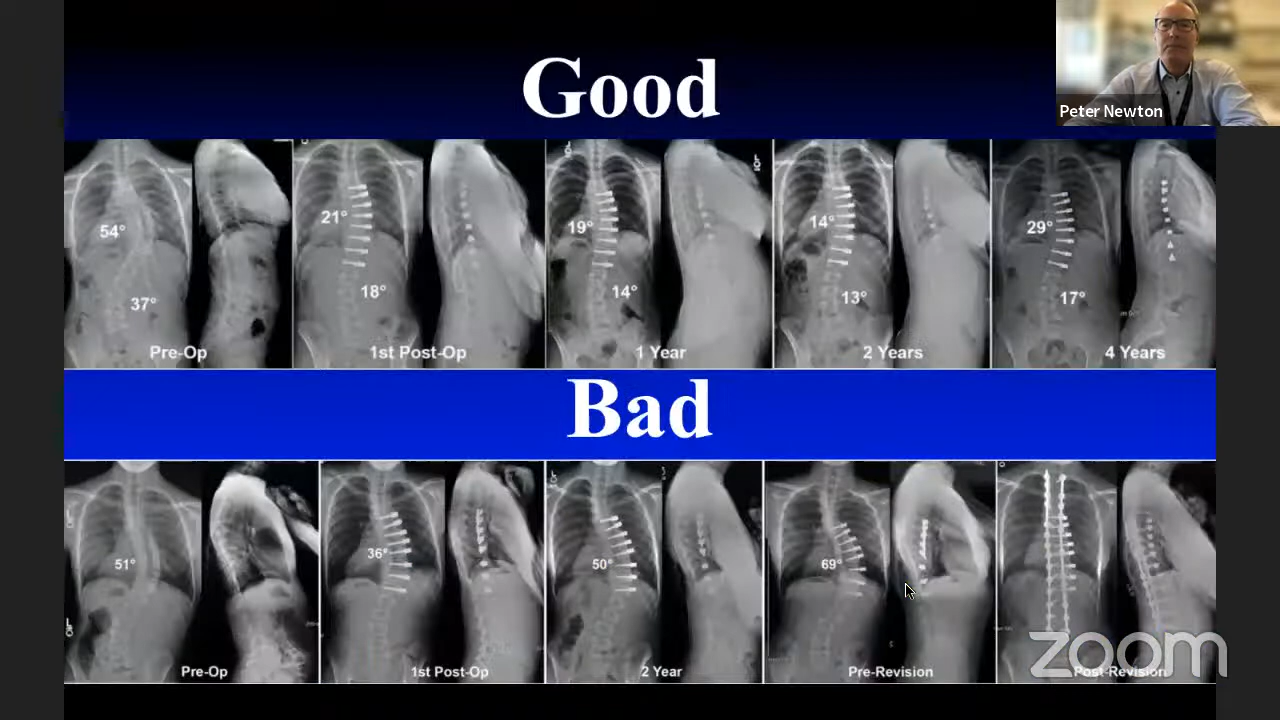 Good
Peter Newton
54°
37°
Pre-Op
21°
18°
1st Post-Op
19°
14°
1 Year
14°
13°
2 Years
29°
17°
4 Years
Bad
51°
Pre-Op
36°
1st Post-Op
50°
2 Year
69°
Pre-Revision
Post-Revision
zoom